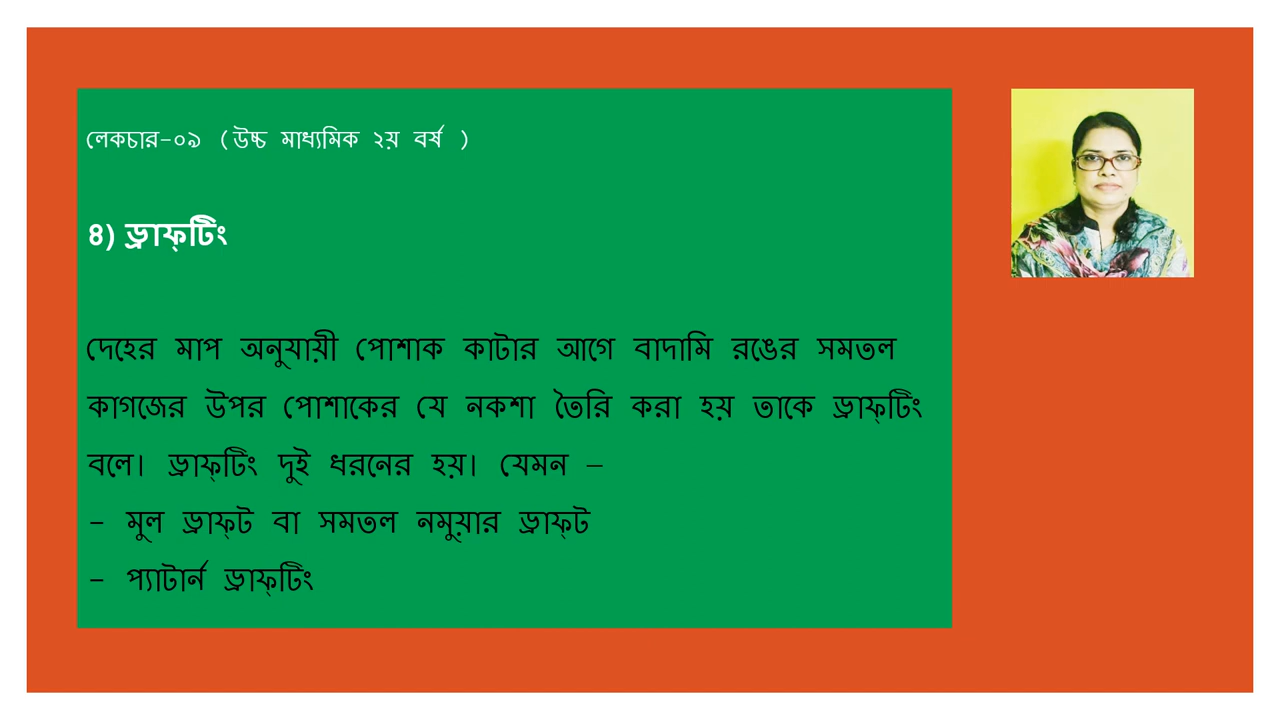 লেকচার-০৯ (উচ্চ মাধ্যমিক ২য় বর্ষ )
৪) ড্রাফ্‌টিং
দেহের মাপ অনুযায়ী পোশাক কাটার আগে বাদামি রঙের সমতল
কাগজের উপর পোশাকের যে নকশা তৈরি করা হয় তাকে ড্রাফ্‌টিং
বলে। ড্রাফ্‌টিং দুই ধরনের হয়। যেমন –
- মুল ড্রাফ্‌ট বা সমতল নমুয়ার ড্রাফ্‌ট
- প্যাটার্ন ড্রাফ্‌টিং